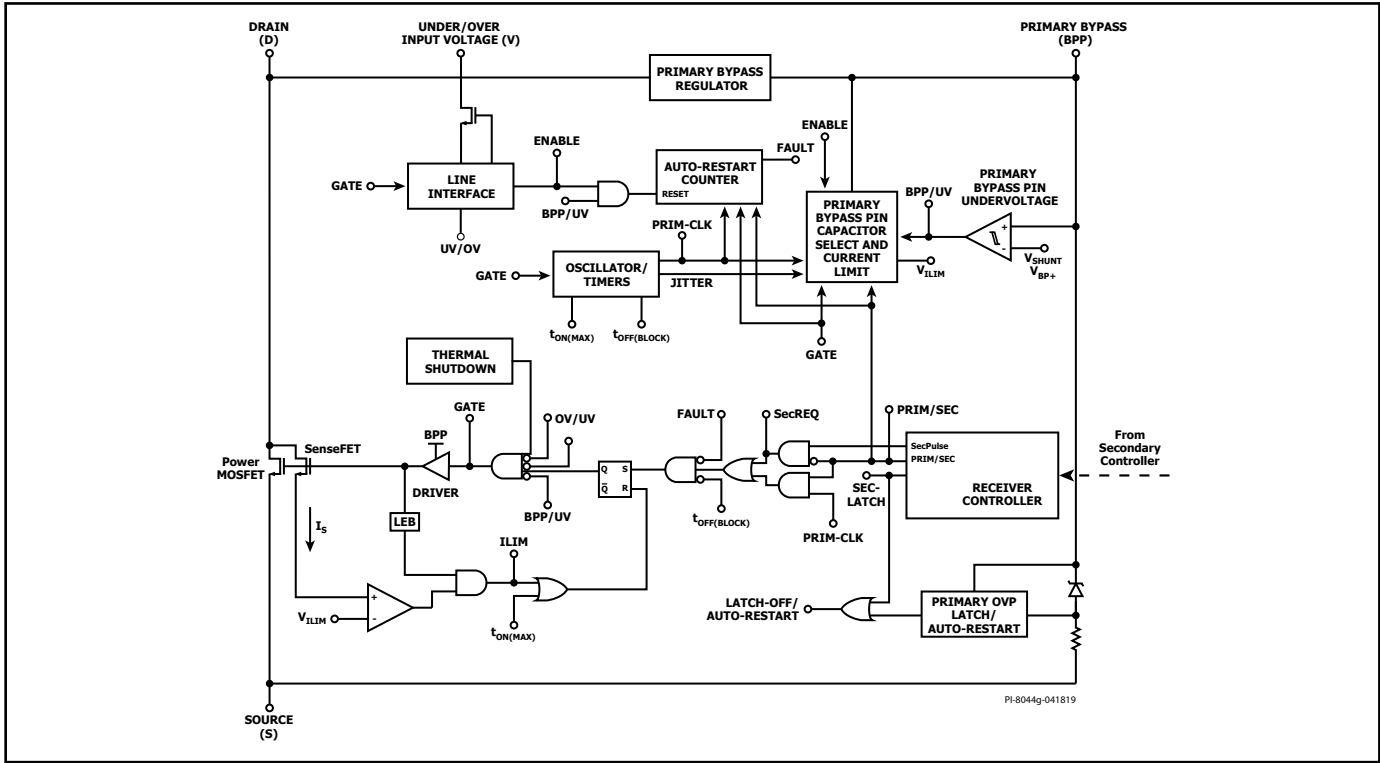 DRAIN
(D)
UNDER/OVER
INPUT VOLTAGE (V)
PRIMARY BYPASS
(BPP)
PRIMARY BYPASS
REGULATOR
ENABLE
ENABLE
FAULT
AUTO-RESTART
COUNTER
RESET
GATE
LINE
INTERFACE
BPP/UV
UV/OV
PRIMARY
BYPASS PIN
UNDERVOLTAGE
BPP/UV
PRIMARY
BYPASS PIN
CAPACITOR
SELECT AND
CURRENT
LIMIT
+
-
VSHUNT
VBP+
VILIM
PRIM-CLK
GATE
OSCILLATOR/
TIMERS
JITTER
tON(MAX)
tOFF(BLOCK)
GATE
THERMAL
SHUTDOWN
GATE
OV/UV
FAULT
SecREQ
PRIM/SEC
BPP
SenseFET
Power
MOSFET
DRIVER
Q
S
Q
R
SecPulse
PRIM/SEC
From
Secondary
Controller
SEC-
LATCH
RECEIVER
CONTROLLER
LEB
BPP/UV
tOFF(BLOCK)
PRIM-CLK
IS
ILIM
+
-
VILIM
tON(MAX)
LATCH-OFF/
AUTO-RESTART
PRIMARY OVP
LATCH/
AUTO-RESTART
SOURCE
(S)
PI-8044g-041819